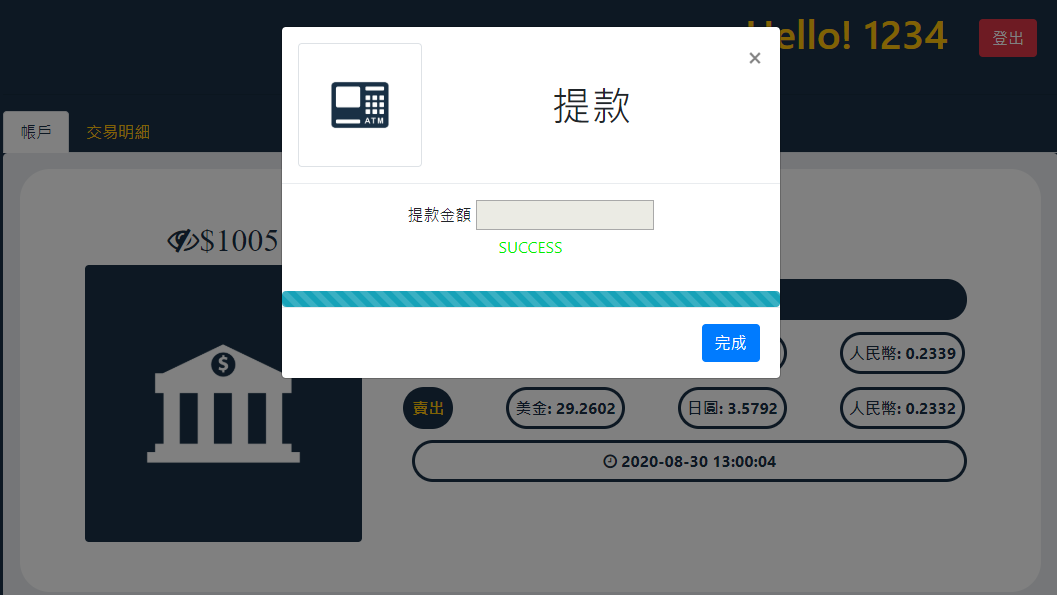 Hello! 1234
登出
×
ATM
提款
帳戶
交易明細
提款金額
$1005
SUCCESS
完成
人民幣: 0.2339
賣出
美金: 29.2602
日圓: 3.5792
人民幣: 0.2332
2020-08-30 13:00:04